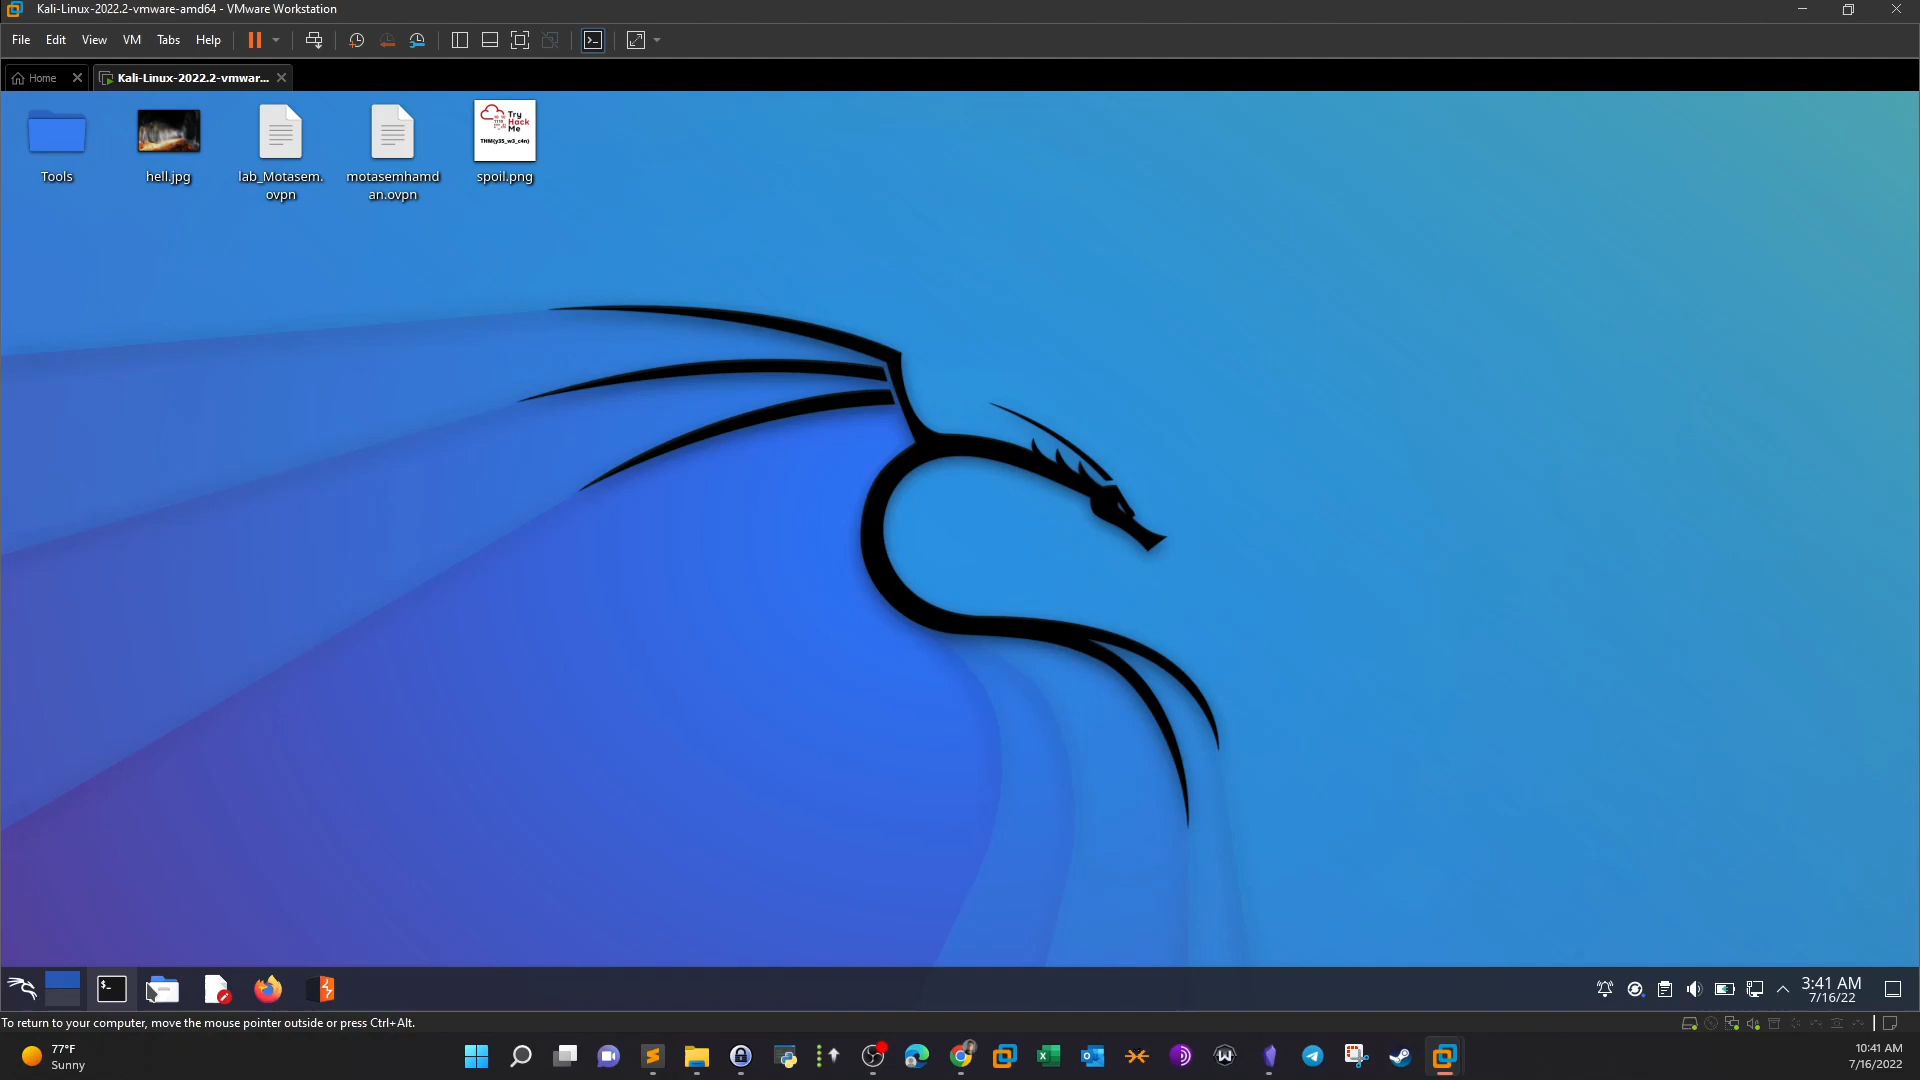 Kali-Linux-2022.2-vmware-amd64 - VMware Workstation
File Edit View VM Tabs Help
Home Kali-Linux-2022.2-vmwar...
Try
Hack
Me
THM{y35_w3_c4n}
Tools hell.jpg lab_Motasem. motasemhamd spoil.png
ovpn an.ovpn
3:41 AM
7/16/22
To return to your computer, move the mouse pointer outside or press Ctrl+Alt.
77°F
Sunny
10:41 AM
7/16/2022